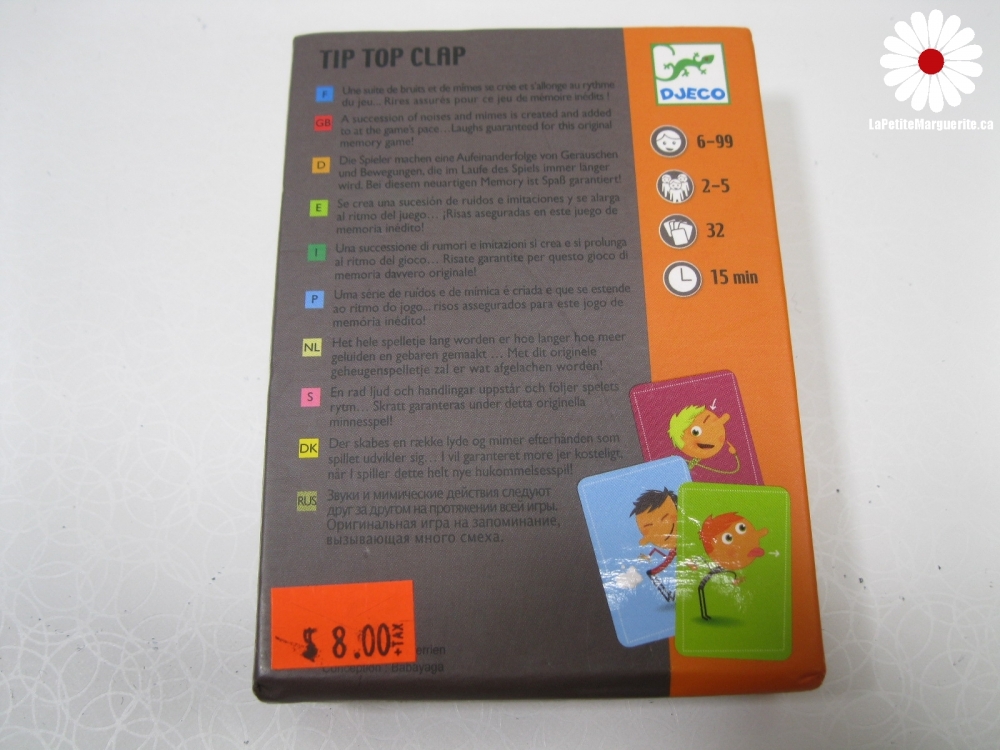 TIP TOP CLAP
F
Une suite de bruits et de mimes se crée et s'allonge au rythme
du jeu... Rires assurés pour ce jeu de mémoire inédits !
GB
A succession of noises and mimes is created and added
to at the game's pace... Laughs guaranteed for this original
memory game!
D
Die Spieler machen eine Aufeinanderfolge von Geräuschen
und Bewegungen, die im Laufe des Spiels immer länger
wird. Bei diesem neuartigen Memory ist Spaß garantiert!
E
Se crea una sucesión de ruidos e imitaciones y se alarga
al ritmo del juego... ¡Risas aseguradas en este juego de
memoria inédito!
I
Una successione di rumori e imitazioni si crea e si prolunga
al ritmo del gioco... Risate garantite per questo gioco di
memoria davvero originale!
P
Uma série de ruídos e de mímica é criada e que se estende
ao ritmo do jogo...risos assegurados para este jogo de
memória inédito!
NL
Het hele spelletje lang worden er hoe langer hoe meer
geluiden en gebaren gemaakt ... Met dit originele
geheugenspelletje zal er wat afgelachen worden!
S
En rad ljud och handlingar uppstår och följer spelets
rytm... Skratt garanteras under detta originella
minnesspel!
DK
Der skabes en række lyde og mimer efterhånden som
spillet udvikler sig... I vil garanteret more jer kosteligt,
når I spiller dette helt nye hukommelsesspil!
RUS
Звуки и мимические действия следуют
друг за другом на протяжении всей игры.
Оригинальная игра на запоминание,
вызывающая много смеха.
$ 8.00 +TAX
Conception : Babayaga
DJECO
6-99
2-5
32
15 min
LaPetiteMarguerite.ca